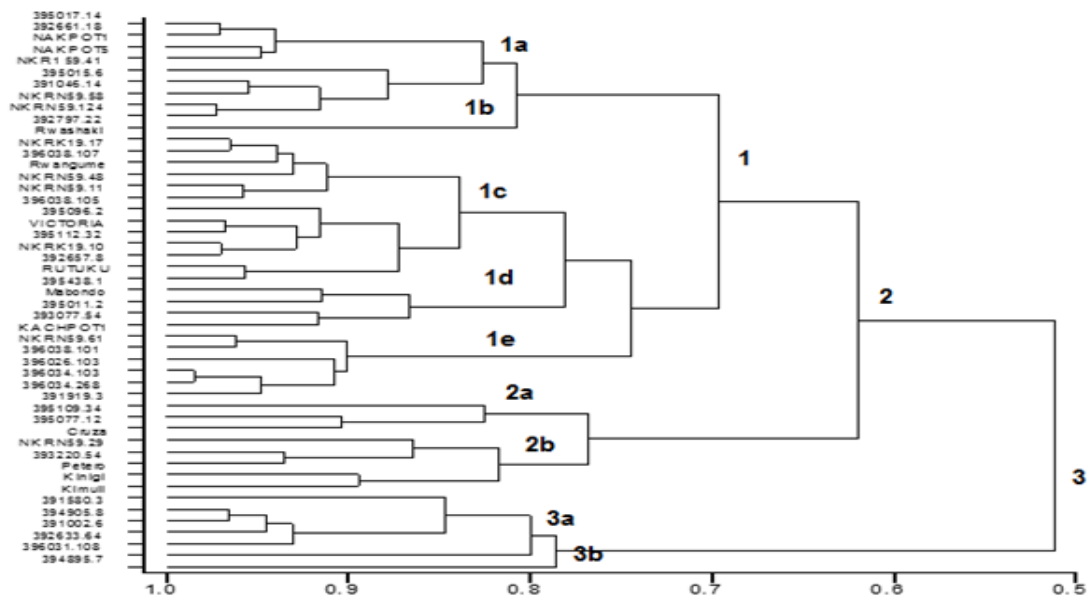 395017.14
392661.18
NAKPOT1
NAKPOT5
NKR159.41
395015.6
391046.14
NKRN59.58
NKRN59.124
392797.22
Rwashaki
NKRK19.17
396038.107
Rwangume
NKRN59.48
NKRN59.11
396038.105
395096.2
VICTORIA
395112.32
NKRK19.10
392657.8
RUTUKU
395438.1
Mabondo
395011.2
393077.54
KACHPOT1
NKRN59.61
396038.101
396026.103
396034.103
396034.268
391919.3
395109.34
395077.12
Cruza
NKRN59.29
393220.54
Petero
Kinigi
Kimuli
391580.3
394905.8
391002.6
392633.64
396031.108
394895.7
1a
1b
1
1c
1d
2
1e
2a
2b
3
3a
3b
1.0 0.9 0.8 0.7 0.6 0.5